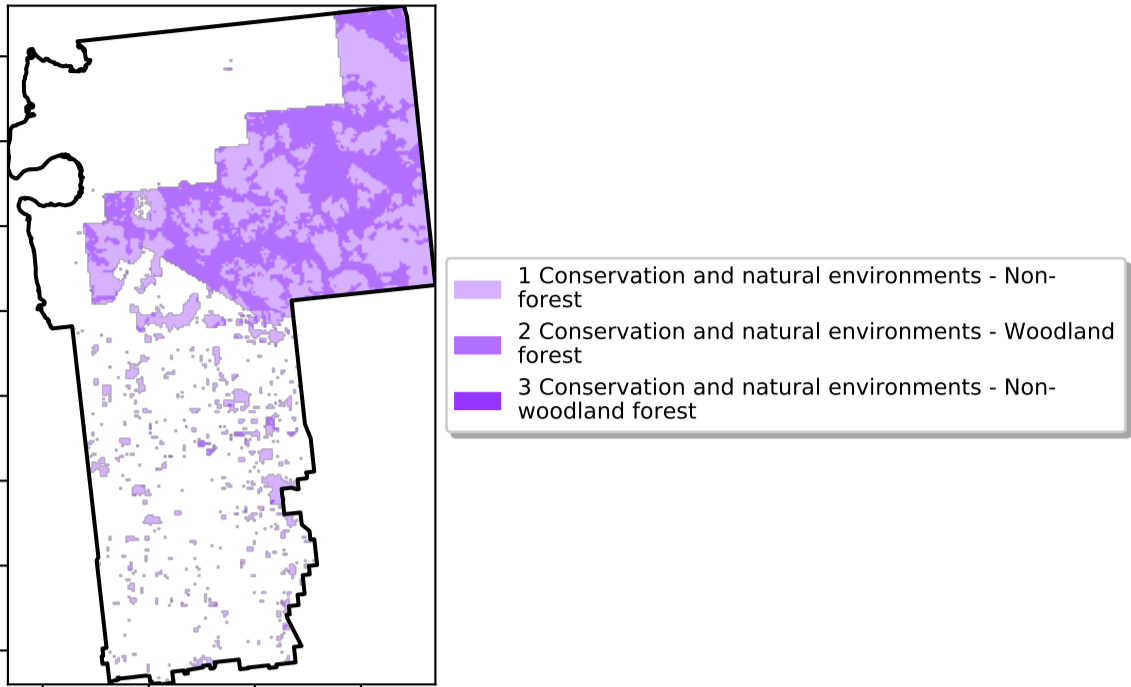 1 Conservation and natural environments - Non-
forest
2 Conservation and natural environments - Woodland
forest
3 Conservation and natural environments - Non-
woodland forest